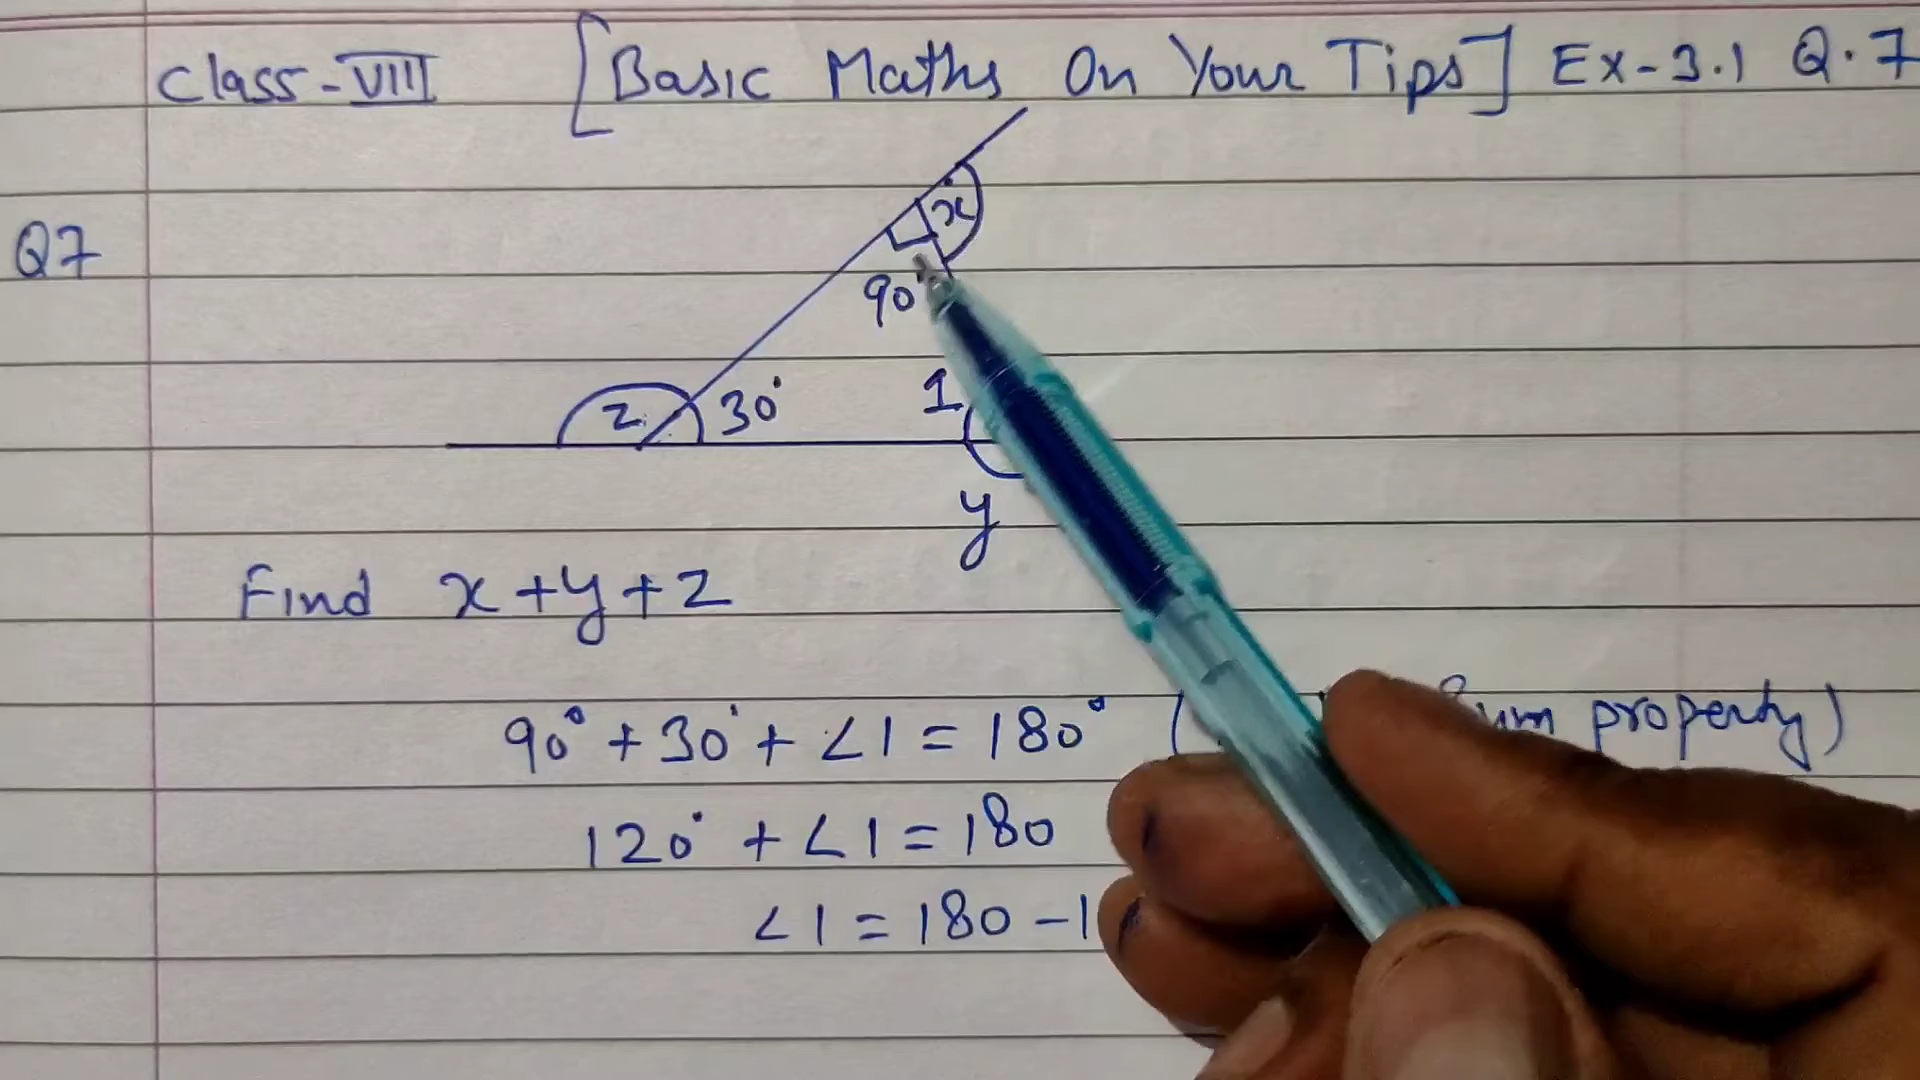 Class-VIII [Basic Maths On Your Tips] Ex-3.1 Q.7
Q7
x
90°
z 30° 1
y
Find x+y+z
90°+30°+∠1=180° ( Sum property)
120°+∠1=180
∠1=180-1